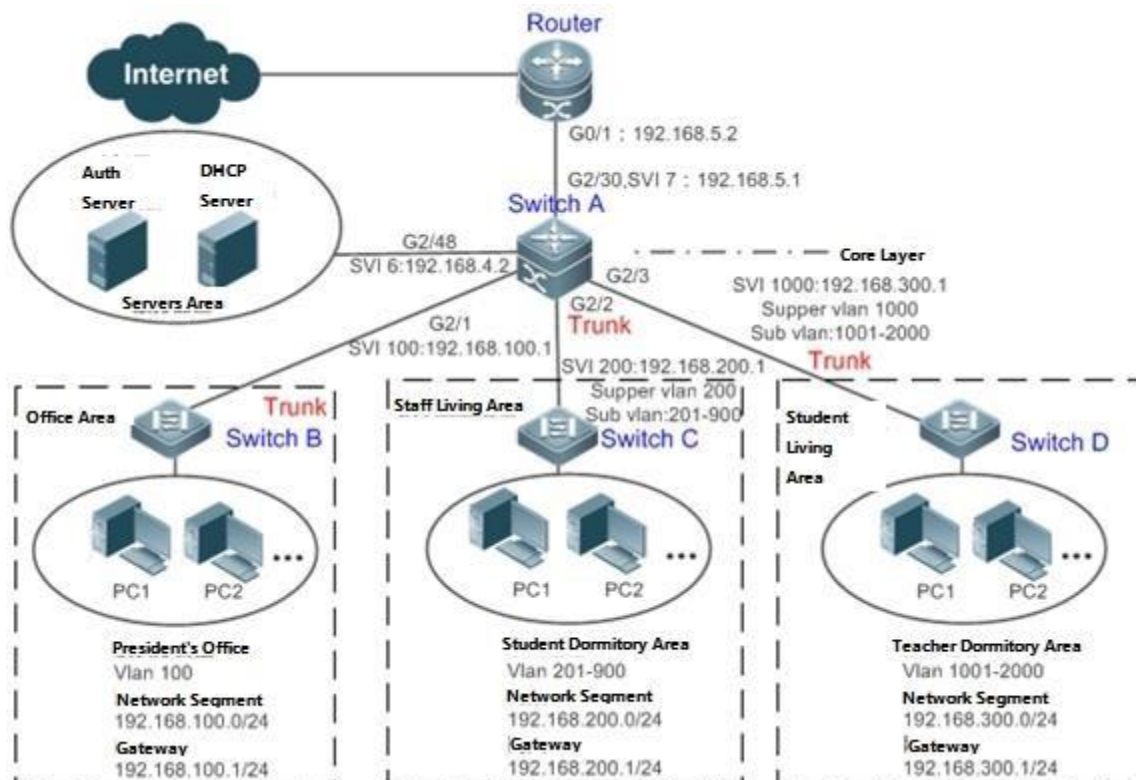 Router
Internet
G0/1 : 192.168.5.2
Auth
Server
DHCP
Server
G2/30,SVI 7 : 192.168.5.1
Switch A
G2/48
SVI 6:192.168.4.2
Servers Area
Core Layer
G2/3
SVI 1000:192.168.300.1
Supper vlan 1000
Sub vlan:1001-2000
G2/2
Trunk
G2/1
SVI 100:192.168.100.1
Trunk
SVI 200:192.168.200.1
Supper vlan 200
Sub vlan:201-900
Office Area
Trunk
Switch B
Staff Living Area
Switch C
Student
Living
Area
Switch D
PC1
PC2
...
PC1
PC2
...
PC1
PC2
...
President's Office
Vlan 100
Network Segment
192.168.100.0/24
Gateway
192.168.100.1/24
Student Dormitory Area
Vlan 201-900
Network Segment
192.168.200.0/24
Gateway
192.168.200.1/24
Teacher Dormitory Area
Vlan 1001-2000
Network Segment
192.168.300.0/24
Gateway
192.168.300.1/24